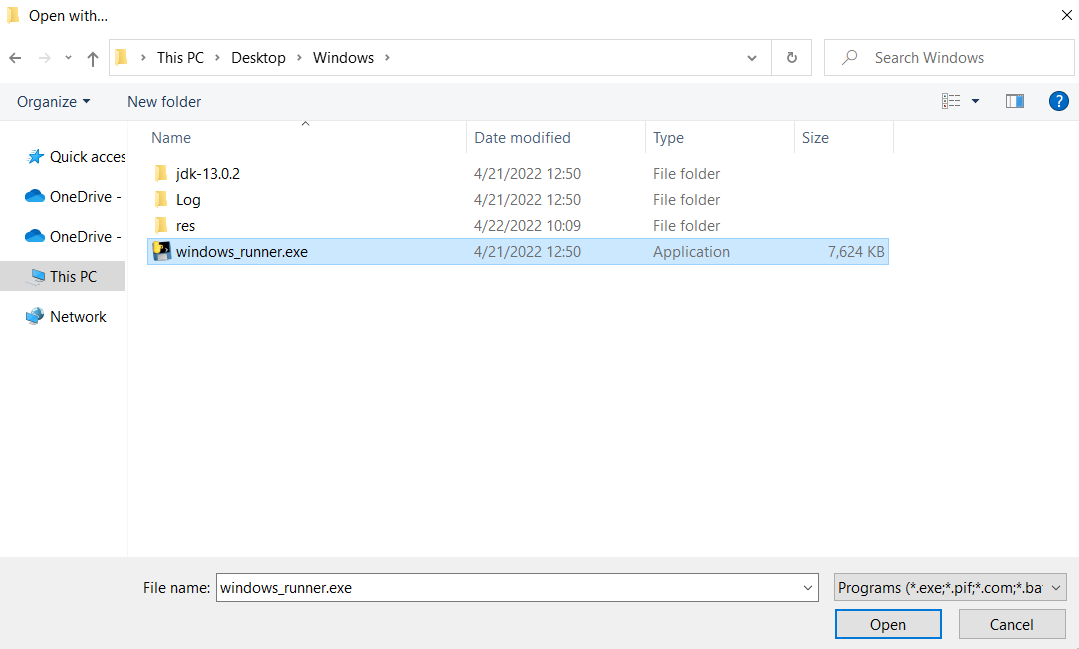 Open with...
This PC > Desktop > Windows >
Search Windows
Organize
New folder
?
Name
Date modified
Type
Size
Quick acces
OneDrive -
OneDrive -
This PC
Network
jdk-13.0.2 4/21/2022 12:50 File folder
Log 4/21/2022 12:50 File folder
res 4/22/2022 10:09 File folder
windows_runner.exe 4/21/2022 12:50 Application 7,624 KB
File name: windows_runner.exe
Programs (*.exe;*.pif;*.com;*.ba
Open
Cancel